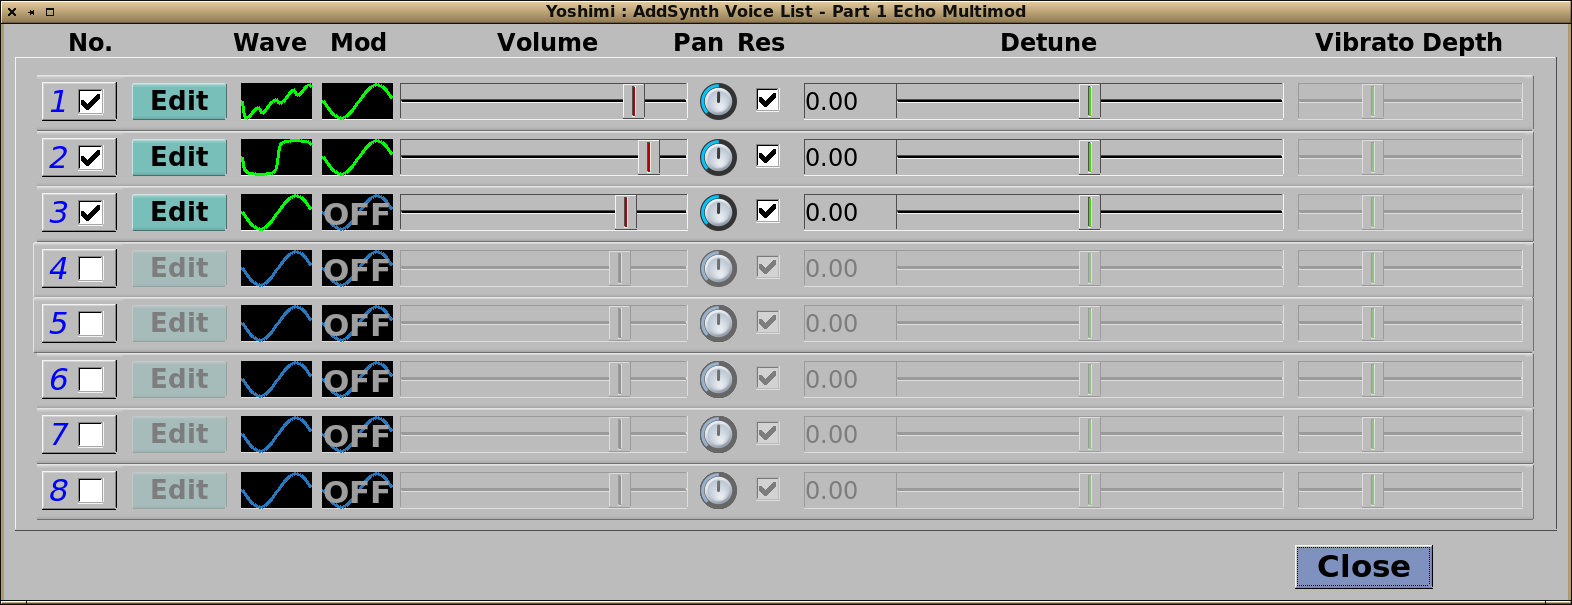 Yoshimi : AddSynth Voice List - Part 1 Echo Multimod
No. Wave Mod Volume Pan Res Detune Vibrato Depth
1 Edit 0.00
2 Edit 0.00
3 Edit OFF 0.00
4 Edit OFF 0.00
5 Edit OFF 0.00
6 Edit OFF 0.00
7 Edit OFF 0.00
8 Edit OFF 0.00
Close